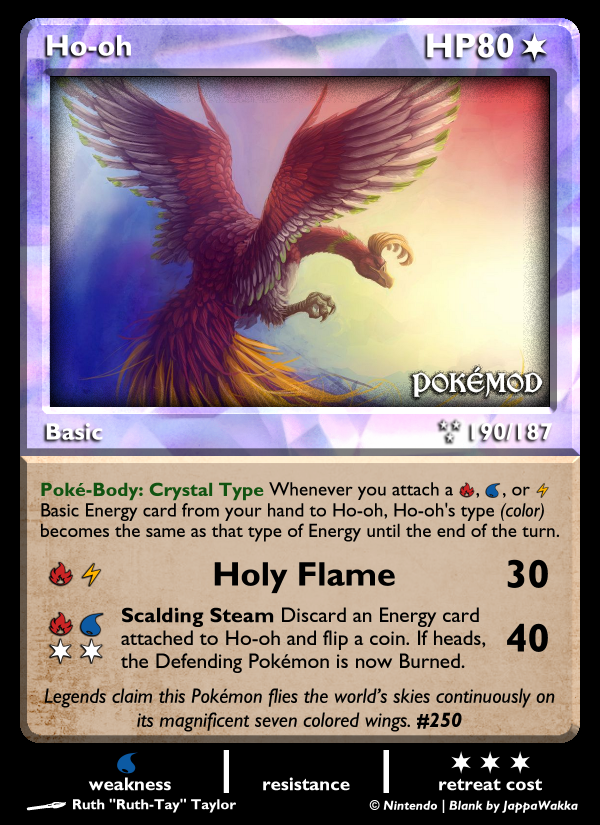 Ho-oh HP80
POKÉMOD
Basic 190/187
Poké-Body: Crystal Type Whenever you attach a , , or
Basic Energy card from your hand to Ho-oh, Ho-oh's type (color)
becomes the same as that type of Energy until the end of the turn.
Holy Flame 30
Scalding Steam Discard an Energy card
attached to Ho-oh and flip a coin. If heads,
the Defending Pokémon is now Burned.
40
Legends claim this Pokémon flies the world's skies continuously on
its magnificent seven colored wings. #250
weakness resistance retreat cost
Ruth "Ruth-Tay" Taylor © Nintendo | Blank by JappaWakka